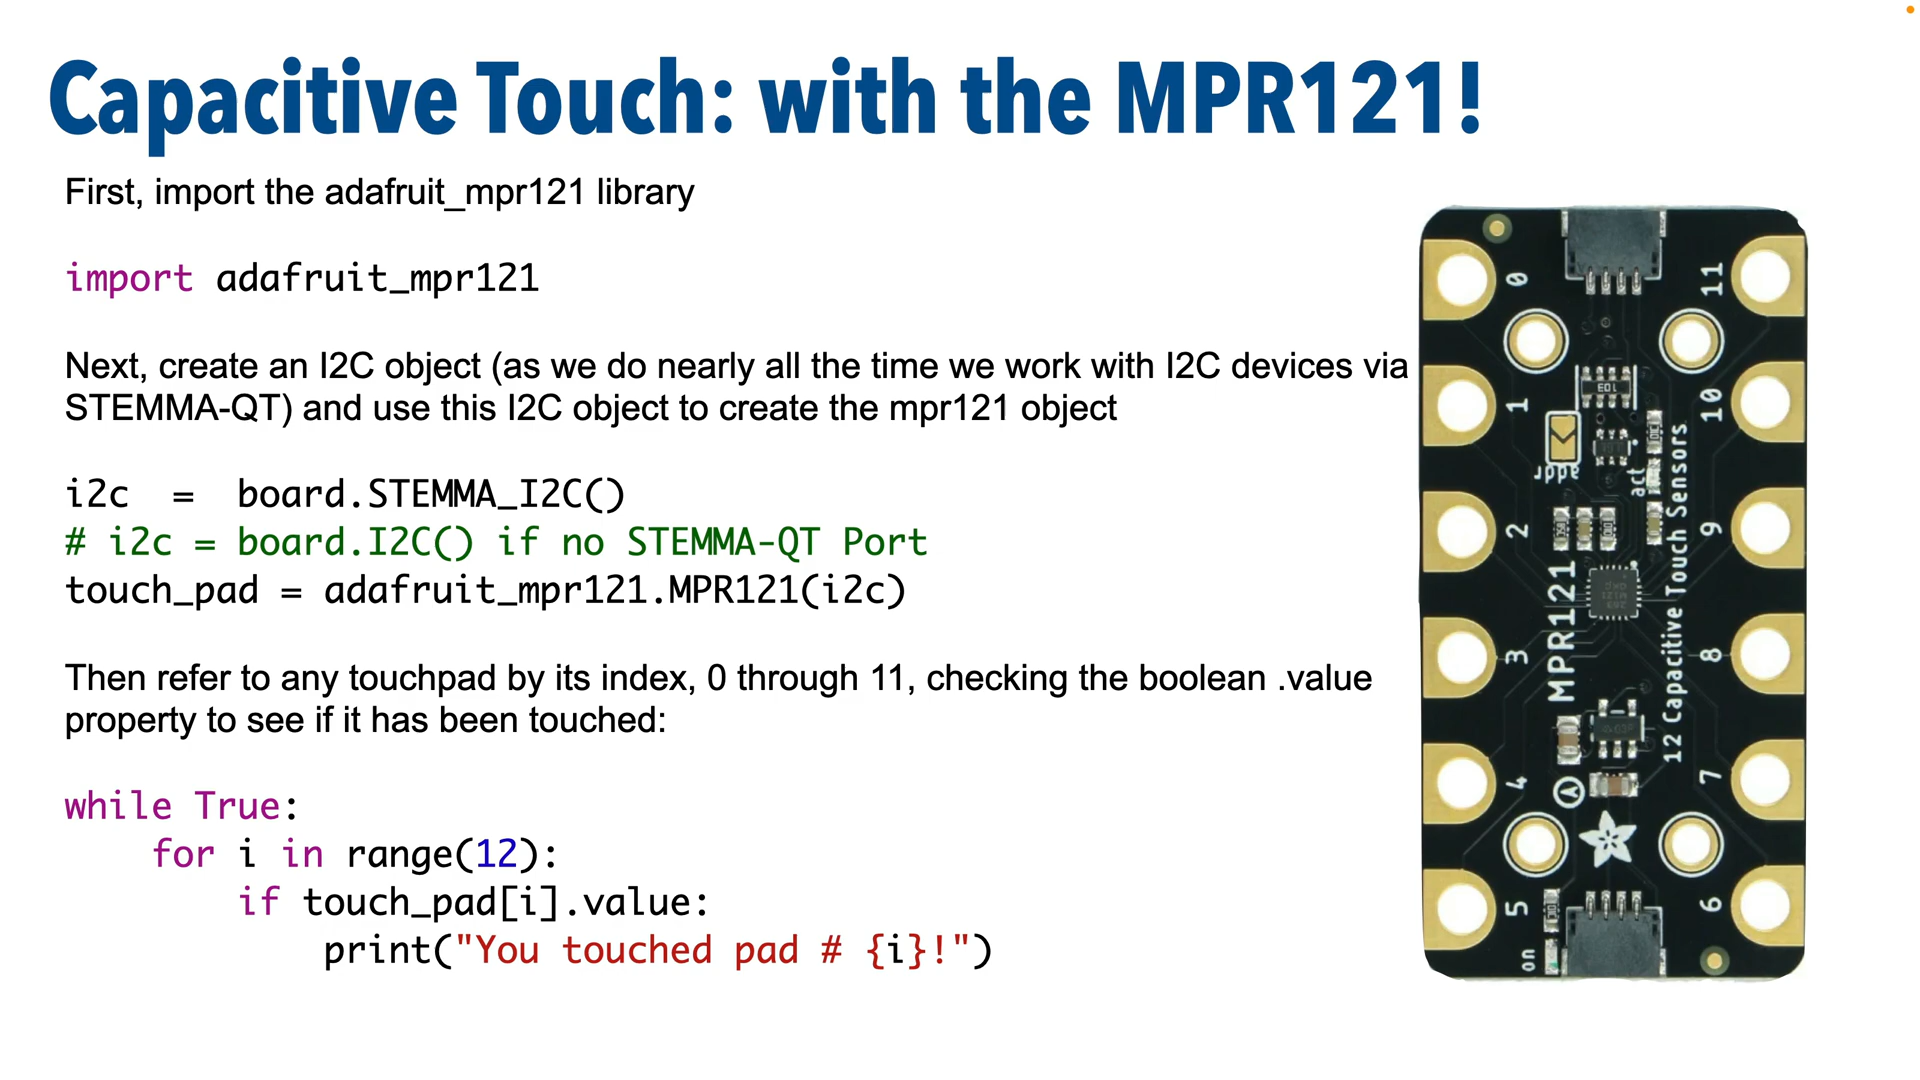 Capacitive Touch: with the MPR121!
First, import the adafruit_mpr121 library
import adafruit_mpr121
Next, create an I2C object (as we do nearly all the time we work with I2C devices via
STEMMA-QT) and use this I2C object to create the mpr121 object
i2c  =  board.STEMMA_I2C()
# i2c = board.I2C() if no STEMMA-QT Port
touch_pad = adafruit_mpr121.MPR121(i2c)
Then refer to any touchpad by its index, 0 through 11, checking the boolean .value
property to see if it has been touched:
while True:
    for i in range(12):
        if touch_pad[i].value:
            print("You touched pad # {i}!")
0
1
2
3
4
5
on
11
10
9
8
7
6
addr
act
103
MPR121
12 Capacitive Touch Sensors